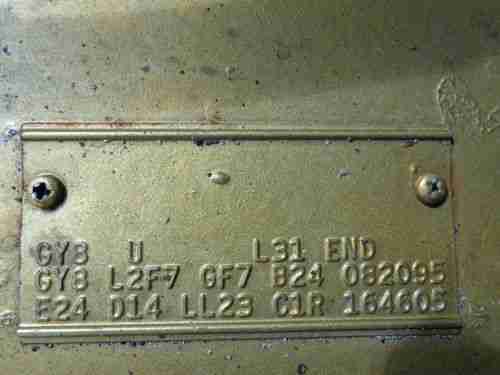 GY8 U L31 END
GY8 L2F7 GF7 B24 082095
E24 D14 LL23 C1R 164605